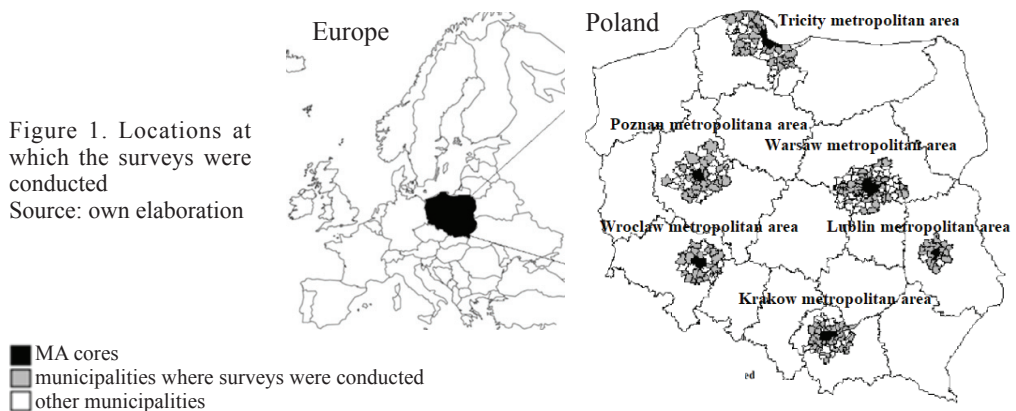 Figure 1. Locations at
which the surveys were
conducted
Source: own elaboration
Europe
Poland
Tricity metropolitan area
Poznan metropolitana area
Warsaw metropolitan area
Wroclaw metropolitan area
Lublin metropolitan area
Krakow metropolitan area
ed
MA cores
municipalities where surveys were conducted
other municipalities